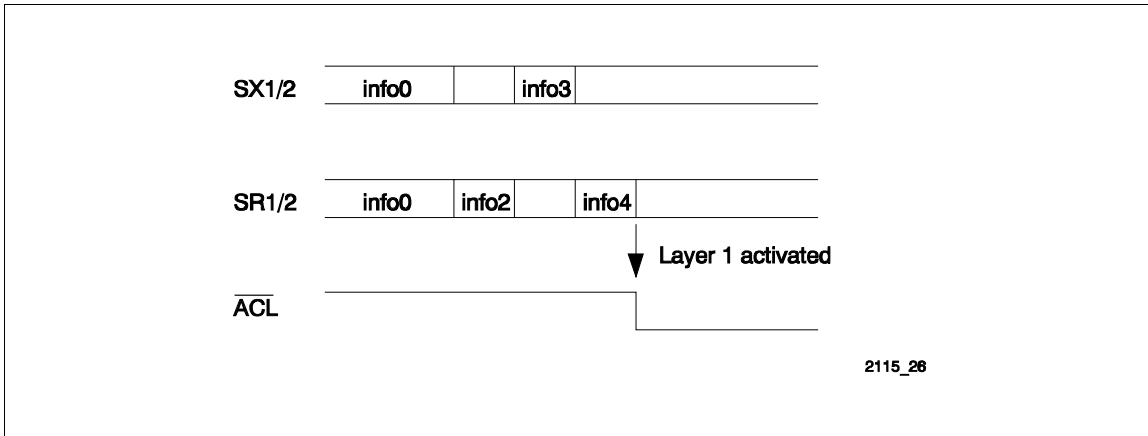 SX1/2 info0 info3
SR1/2 info0 info2 info4
Layer 1 activated
ACL
2115_26